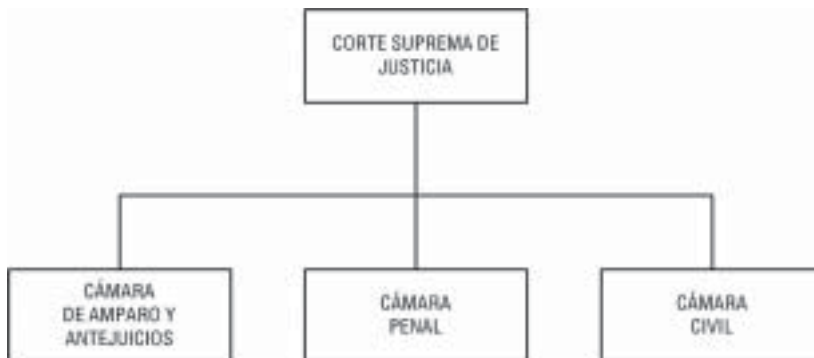 CORTE SUPREMA DE
JUSTICIA
CÁMARA
DE AMPARO Y
ANTEJUICIOS
CÁMARA
PENAL
CÁMARA
CIVIL